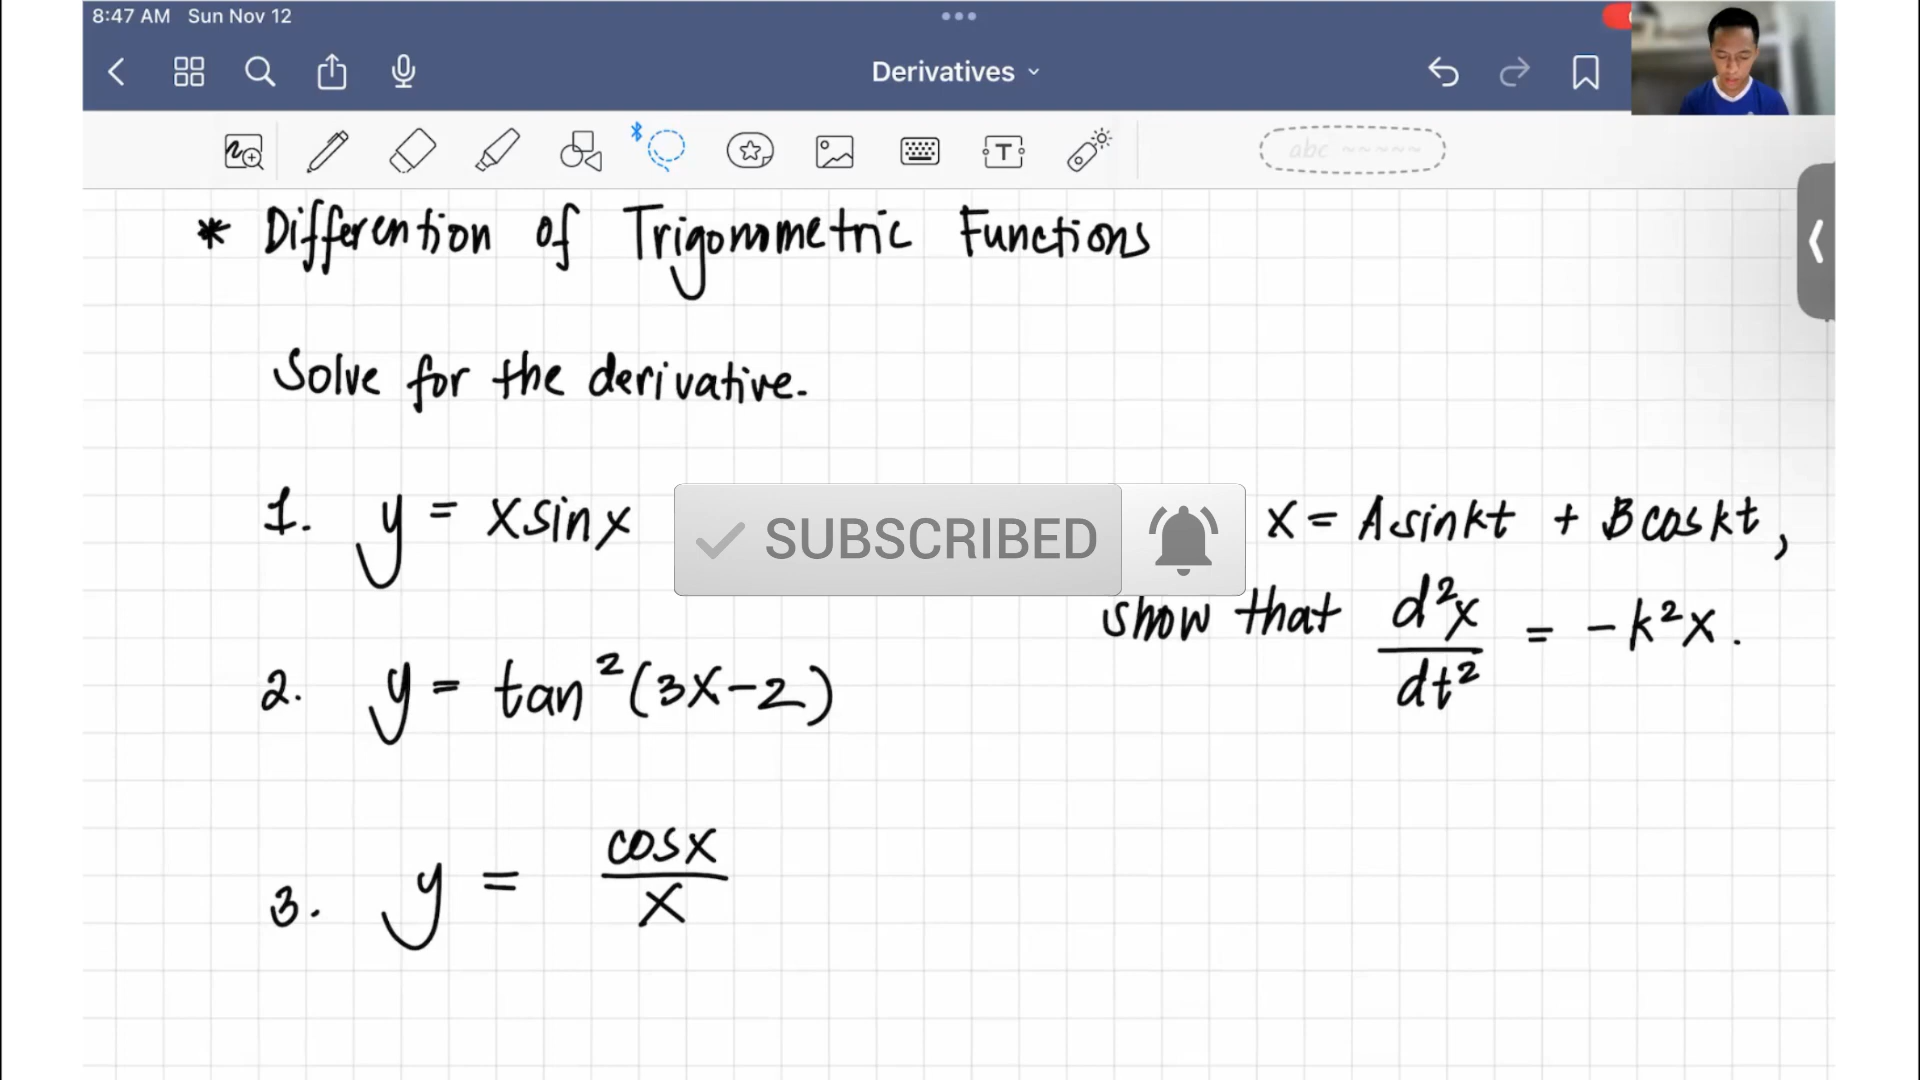 8:47 AM Sun Nov 12
Derivatives
T
abc ~~~~~
* Differention of Trigonometric Functions
Solve for the derivative.
1. y = xsinx
SUBSCRIBED
x = Asinkt + Bcoskt,
show that d²x/dt² = -k²x.
2. y = tan²(3x-2)
3. y = cosx/x